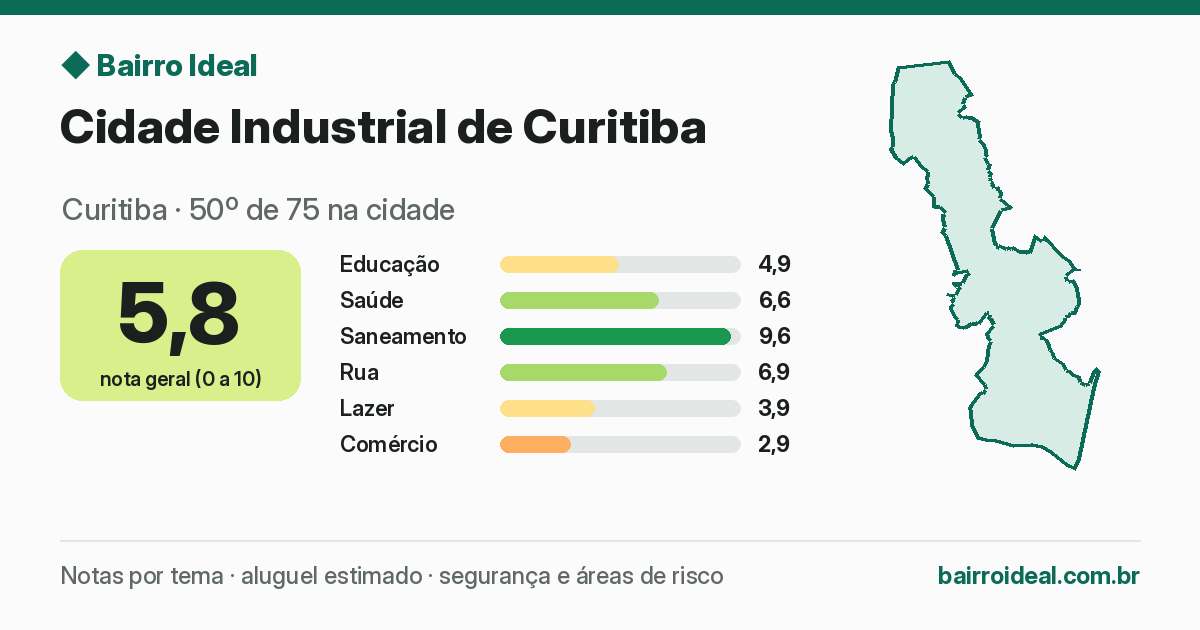 Bairro Ideal
Cidade Industrial de Curitiba
Curitiba · 50º de 75 na cidade
5,8
nota geral (0 a 10)
Educação 4,9
Saúde 6,6
Saneamento 9,6
Rua 6,9
Lazer 3,9
Comércio 2,9
Notas por tema · aluguel estimado · segurança e áreas de risco
bairroideal.com.br